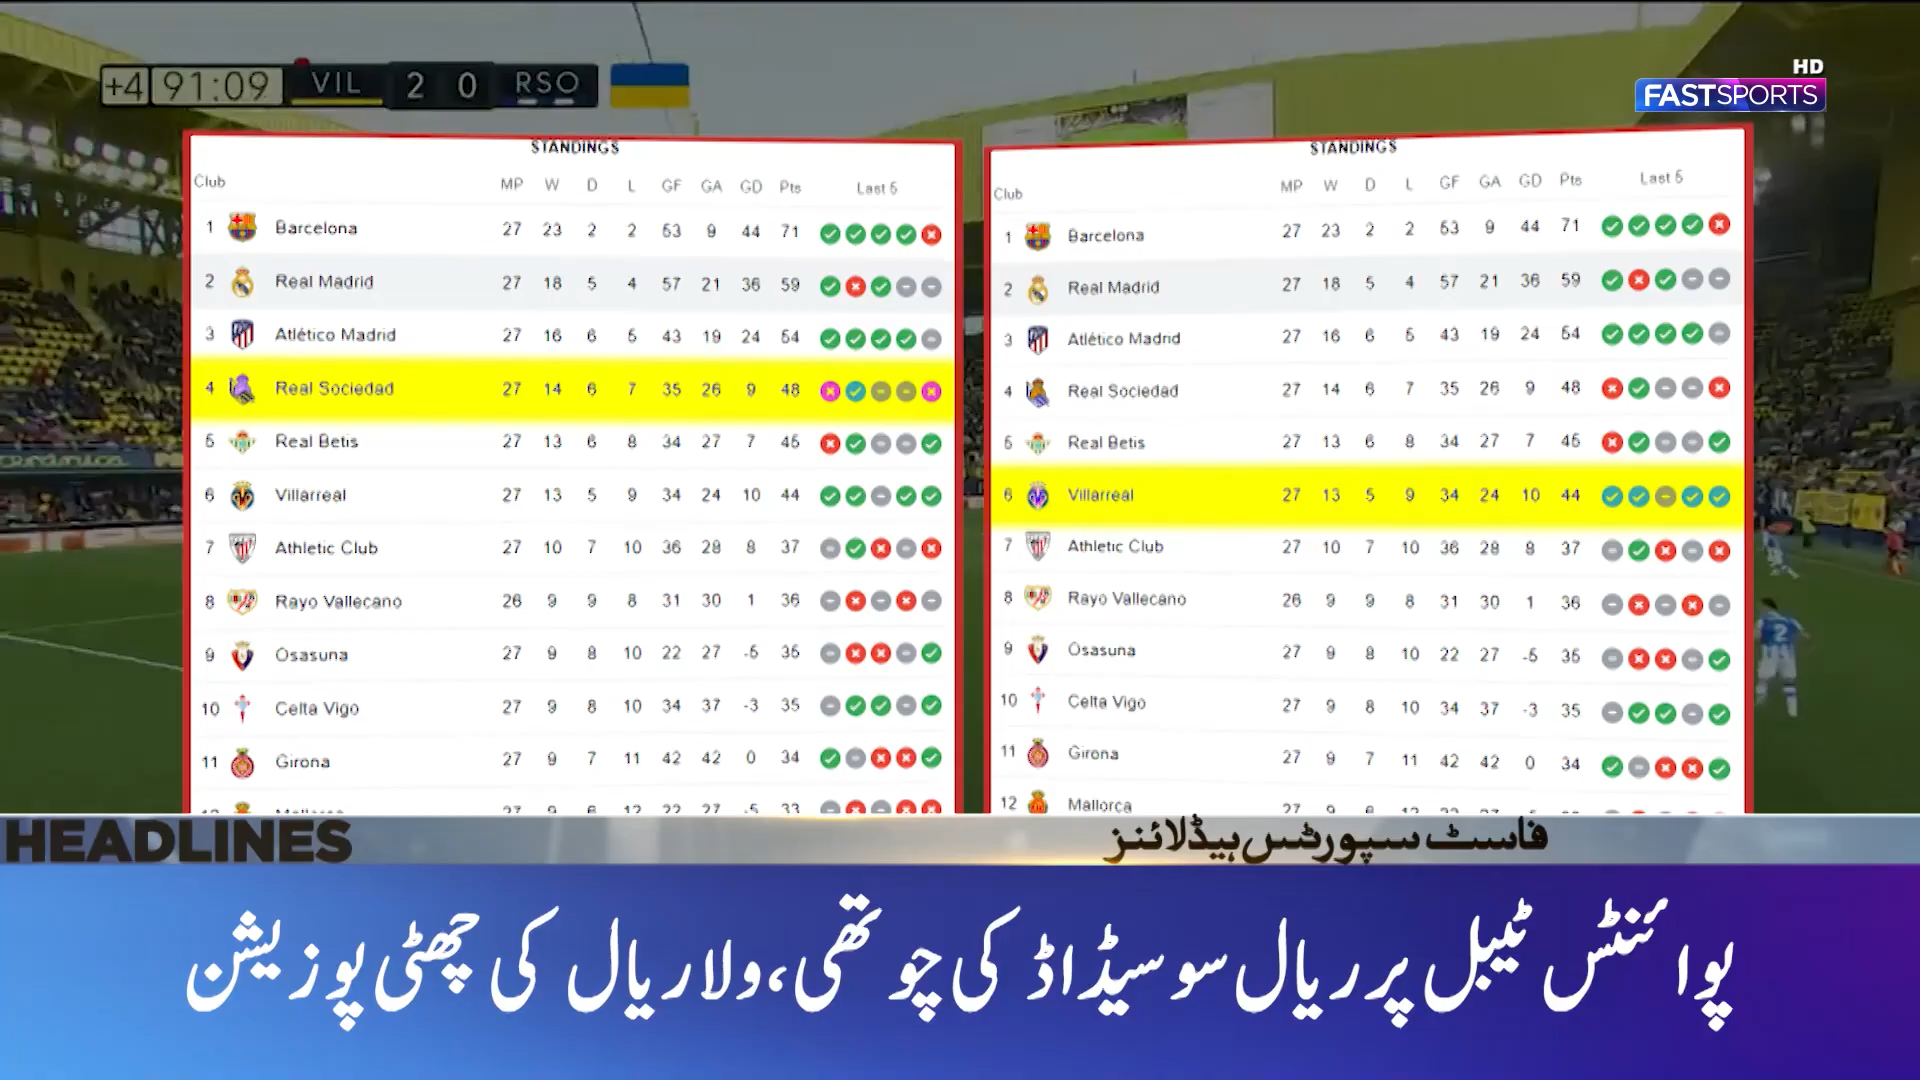 +4 91:09 VIL 2 0 RSO
HD
FASTSPORTS
STANDINGS
Club MP W D L GF GA GD Pts Last 5
1 Barcelona 27 23 2 2 53 9 44 71
2 Real Madrid 27 18 5 4 57 21 36 59
3 Atlético Madrid 27 16 6 5 43 19 24 54
4 Real Sociedad 27 14 6 7 35 26 9 48
5 Real Betis 27 13 6 8 34 27 7 45
6 Villarreal 27 13 5 9 34 24 10 44
7 Athletic Club 27 10 7 10 36 28 8 37
8 Rayo Vallecano 26 9 9 8 31 30 1 36
9 Osasuna 27 9 8 10 22 27 -5 35
10 Celta Vigo 27 9 8 10 34 37 -3 35
11 Girona 27 9 7 11 42 42 0 34
12 Mallorca 27 9 6 12 22 27 -5 33
STANDINGS
Club MP W D L GF GA GD Pts Last 5
1 Barcelona 27 23 2 2 53 9 44 71
2 Real Madrid 27 18 5 4 57 21 36 59
3 Atlético Madrid 27 16 6 5 43 19 24 54
4 Real Sociedad 27 14 6 7 35 26 9 48
5 Real Betis 27 13 6 8 34 27 7 45
6 Villarreal 27 13 5 9 34 24 10 44
7 Athletic Club 27 10 7 10 36 28 8 37
8 Rayo Vallecano 26 9 9 8 31 30 1 36
9 Osasuna 27 9 8 10 22 27 -5 35
10 Celta Vigo 27 9 8 10 34 37 -3 35
11 Girona 27 9 7 11 42 42 0 34
12 Mallorca 27 9 6
HEADLINES
فاسٹ سپورٹس ہیڈلائنز
پوائنٹس ٹیبل پر ریال سوسیڈاڈ کی چوتھی، ولاریال کی چھٹی پوزیشن